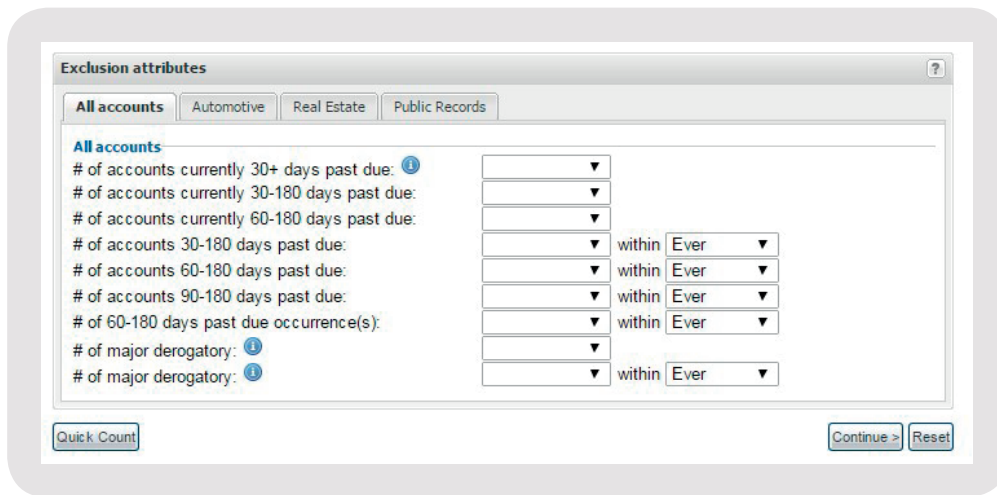 Exclusion attributes ?
All accounts Automotive Real Estate Public Records
All accounts
# of accounts currently 30+ days past due: i
# of accounts currently 30-180 days past due:
# of accounts currently 60-180 days past due:
# of accounts 30-180 days past due: within Ever
# of accounts 60-180 days past due: within Ever
# of accounts 90-180 days past due: within Ever
# of 60-180 days past due occurrence(s): within Ever
# of major derogatory: i
# of major derogatory: i within Ever
Quick Count Continue > Reset